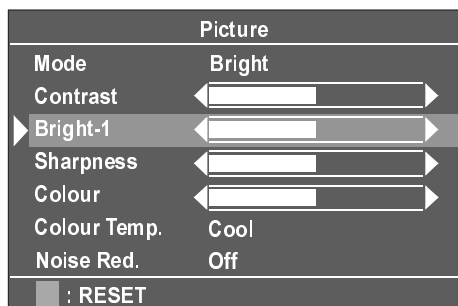 Picture
Mode Bright
Contrast
Bright-1
Sharpness
Colour
Colour Temp. Cool
Noise Red. Off
: RESET